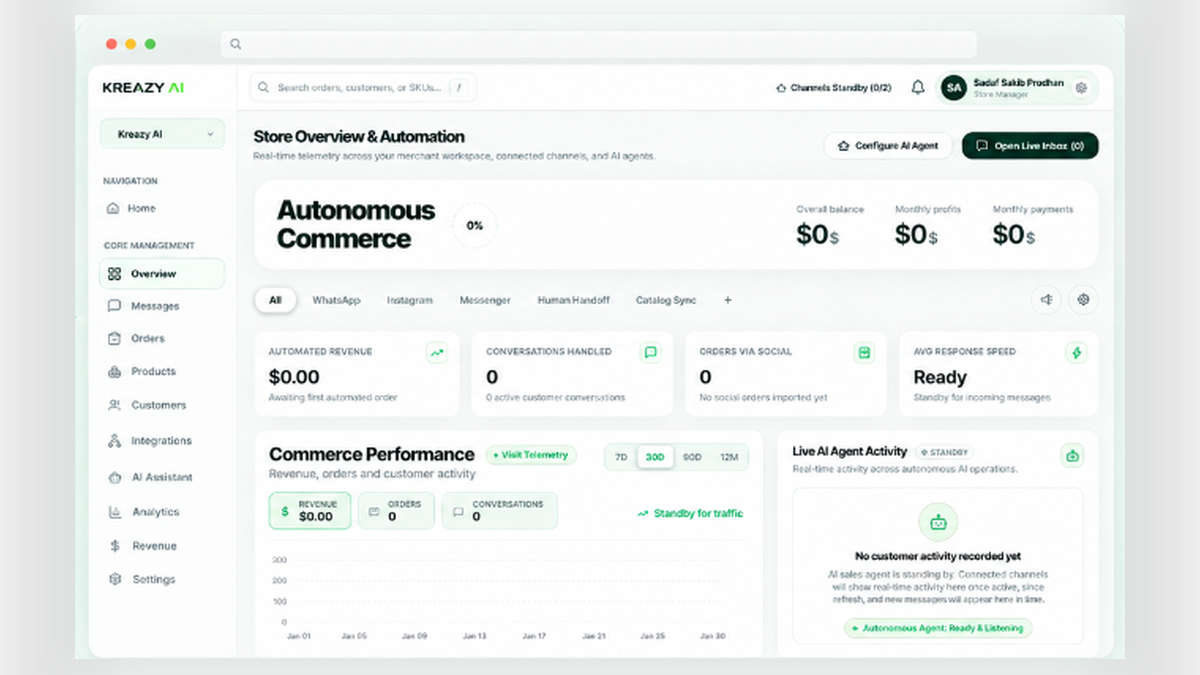 KREAZY AI
Search orders, customers, or SKUs... /
Channels Standby (0/2)
SA
Sadaf Sakib Prodhan
Store Manager
Kreazy AI
NAVIGATION
Home
CORE MANAGEMENT
Overview
Messages
Orders
Products
Customers
Integrations
AI Assistant
Analytics
Revenue
Settings
Store Overview & Automation
Real-time telemetry across your merchant workspace, connected channels, and AI agents.
Configure AI Agent
Open Live Inbox (0)
Autonomous
Commerce
0%
Overall balance
$0$
Monthly profits
$0$
Monthly payments
$0$
All WhatsApp Instagram Messenger Human Handoff Catalog Sync +
AUTOMATED REVENUE
$0.00
Awaiting first automated order
CONVERSATIONS HANDLED
0
0 active customer conversations
ORDERS VIA SOCIAL
0
No social orders imported yet
AVG RESPONSE SPEED
Ready
Standby for incoming messages
Commerce Performance
Visit Telemetry
Revenue, orders and customer activity
7D 30D 90D 12M
$ REVENUE
$0.00
ORDERS
0
CONVERSATIONS
0
Standby for traffic
300
200
100
0
Jan 01 Jan 05 Jan 09 Jan 13 Jan 17 Jan 21 Jan 25 Jan 30
Live AI Agent Activity
STANDBY
Real-time activity across autonomous AI operations.
No customer activity recorded yet
AI sales agent is standing by. Connected channels
will show real-time activity here once active, since
refresh, and new messages will appear here in time.
Autonomous Agent: Ready & Listening